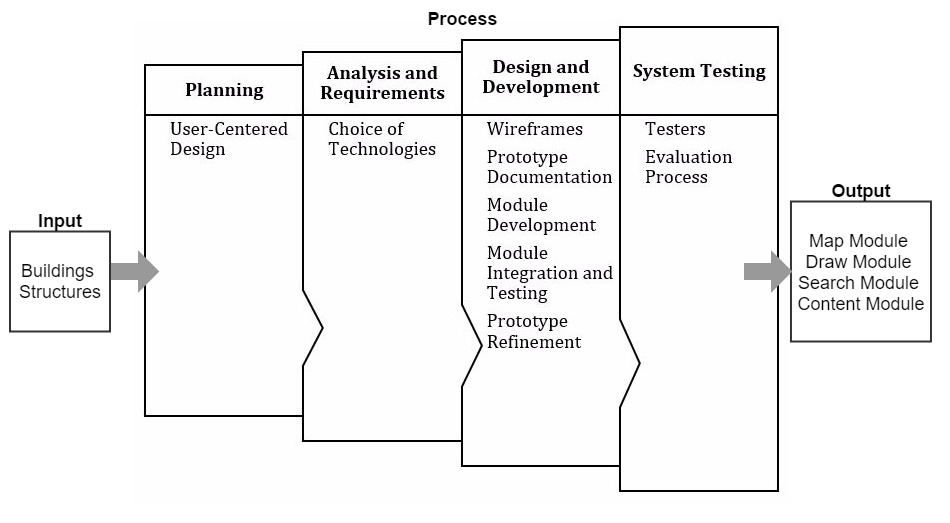 Process
Planning
User-Centered
Design
Analysis and
Requirements
Choice of
Technologies
Design and
Development
Wireframes
Prototype
Documentation
Module
Development
Module
Integration and
Testing
Prototype
Refinement
System Testing
Testers
Evaluation
Process
Input
Buildings
Structures
Output
Map Module
Draw Module
Search Module
Content Module